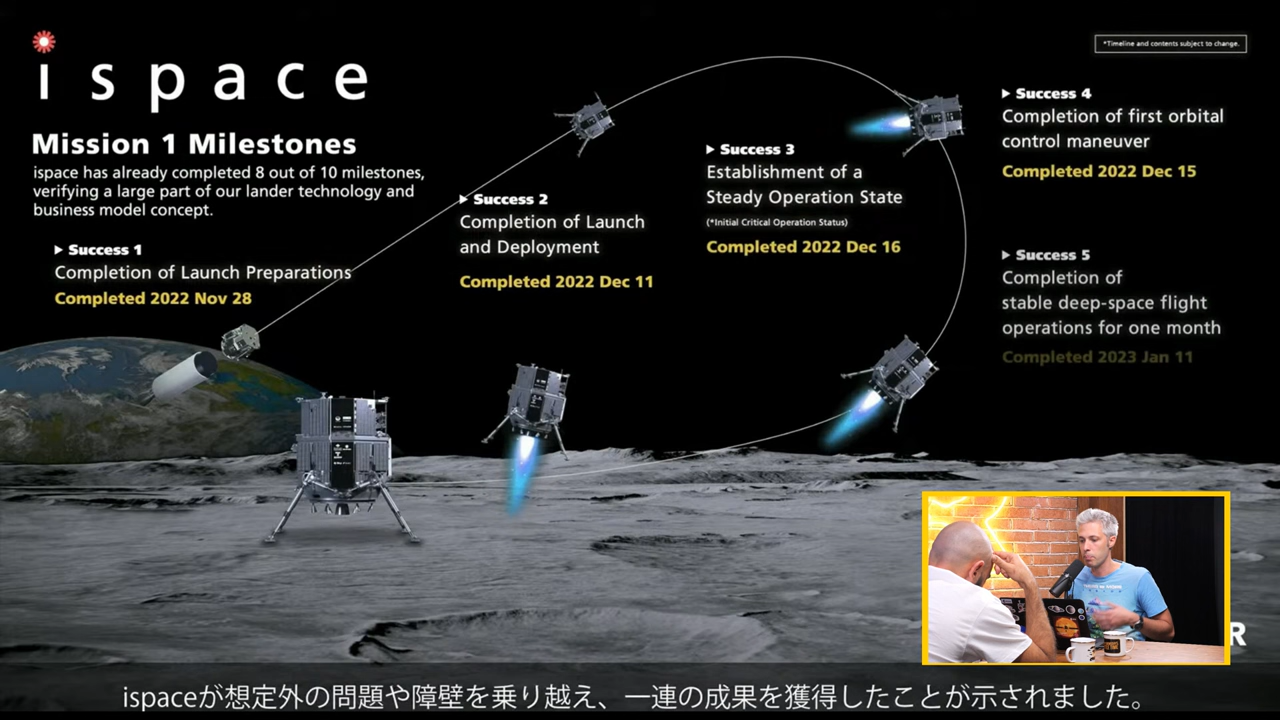 ispace
*Timeline and contents subject to change.
Mission 1 Milestones
ispace has already completed 8 out of 10 milestones,
verifying a large part of our lander technology and
business model concept.
Success 1
Completion of Launch Preparations
Completed 2022 Nov 28
Success 2
Completion of Launch
and Deployment
Completed 2022 Dec 11
Success 3
Establishment of a
Steady Operation State
(*Initial Critical Operation Status)
Completed 2022 Dec 16
Success 4
Completion of first orbital
control maneuver
Completed 2022 Dec 15
Success 5
Completion of
stable deep-space flight
operations for one month
Completed 2023 Jan 11
R
ispaceが想定外の問題や障壁を乗り越え、一連の成果を獲得したことが示されました。